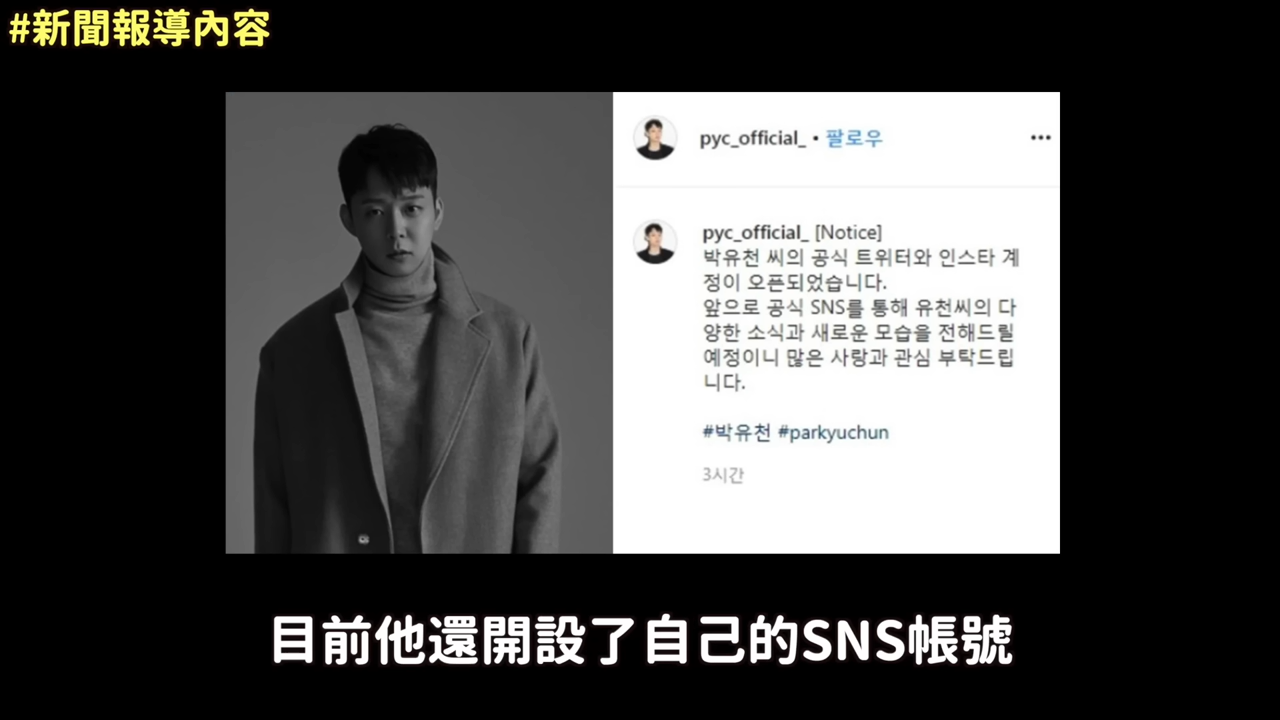 #新聞報導內容
pyc_official_ • 팔로우
pyc_official_ [Notice]
박유천 씨의 공식 트위터와 인스타 계
정이 오픈되었습니다.
앞으로 공식 SNS를 통해 유천씨의 다
양한 소식과 새로운 모습을 전해드릴
예정이니 많은 사랑과 관심 부탁드립
니다.
#박유천 #parkyuchun
3시간
目前他還開設了自己的SNS帳號